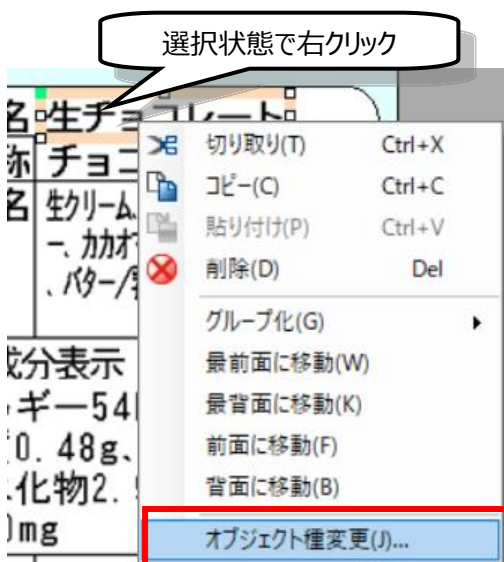 選択状態で右クリック
名 生チョコレート
称 チョコ
名 生クリーム、
ー、カカオ
、バター/
成分表示
ギー54
0.48g、
化物2.
mg
切り取り(T) Ctrl+X
コピー(C) Ctrl+C
貼り付け(P) Ctrl+V
削除(D) Del
グループ化(G)
最前面に移動(W)
最背面に移動(K)
前面に移動(F)
背面に移動(B)
オブジェクト種変更(J)...